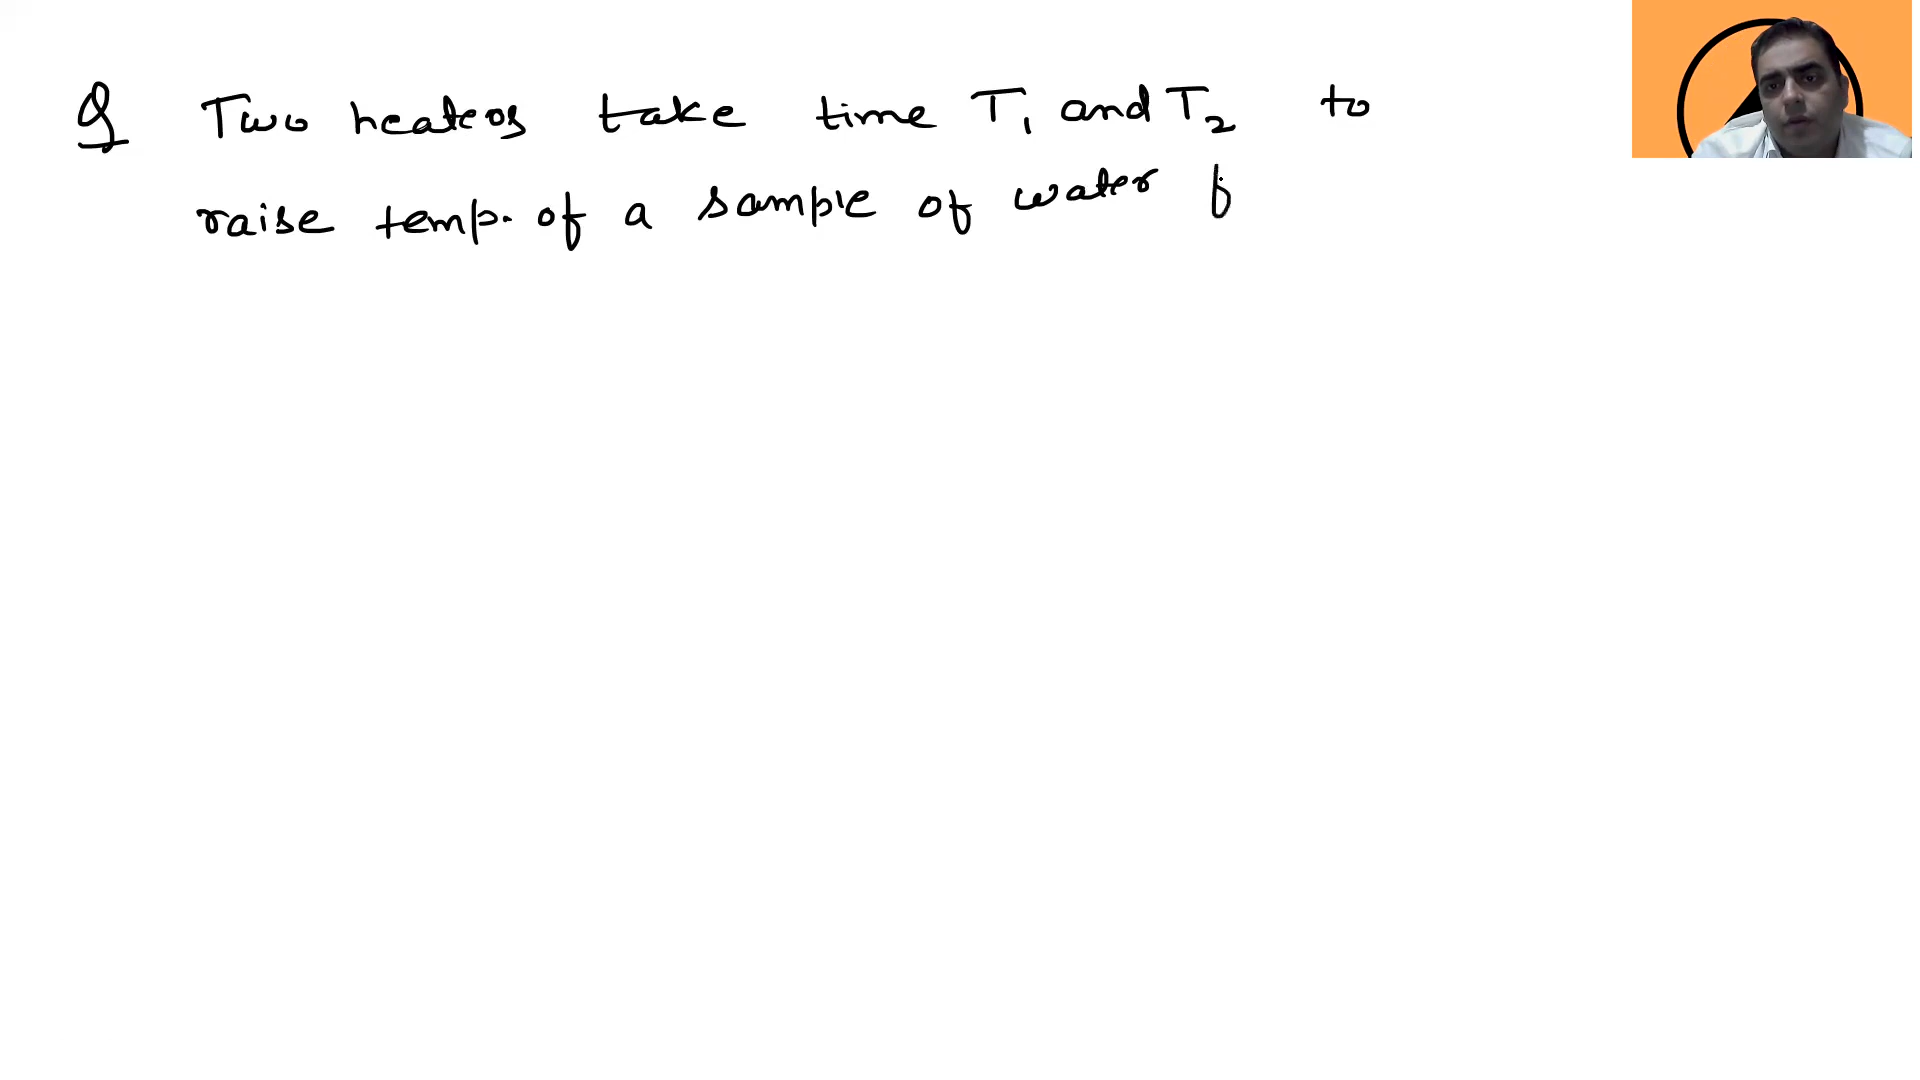 Q Two heaters take time T₁ and T₂ to
raise temp. of a sample of water